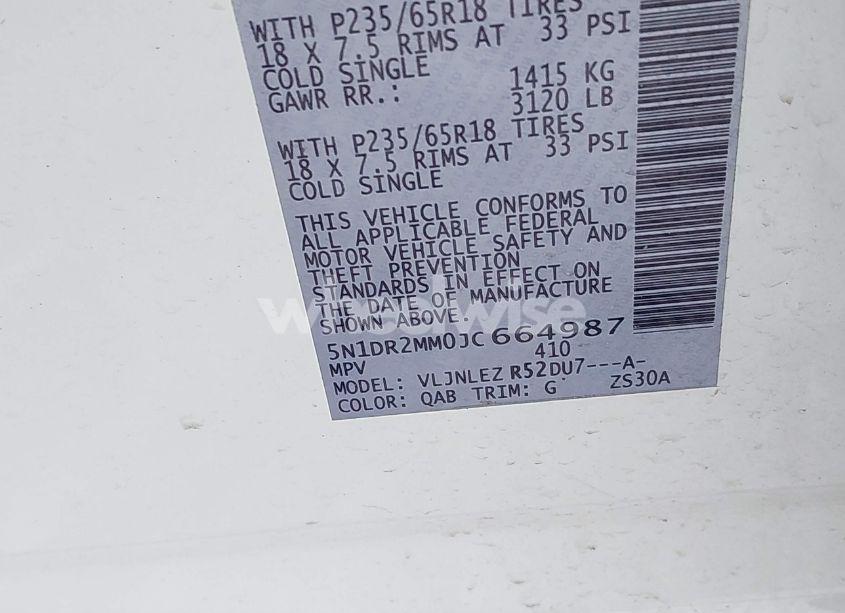 WITH P235/65R18 TIRES
18 X 7.5 RIMS AT 33 PSI
COLD SINGLE
GAWR RR.: 1415 KG
3120 LB
WITH P235/65R18 TIRES
18 X 7.5 RIMS AT 33 PSI
COLD SINGLE
THIS VEHICLE CONFORMS TO
ALL APPLICABLE FEDERAL
MOTOR VEHICLE SAFETY AND
THEFT PREVENTION
STANDARDS IN EFFECT ON
THE DATE OF MANUFACTURE
SHOWN ABOVE.
5N1DR2MM0JC664987
MPV 410
MODEL: VLJNLEZ R52DU7---A-
COLOR: QAB TRIM: G ZS30A